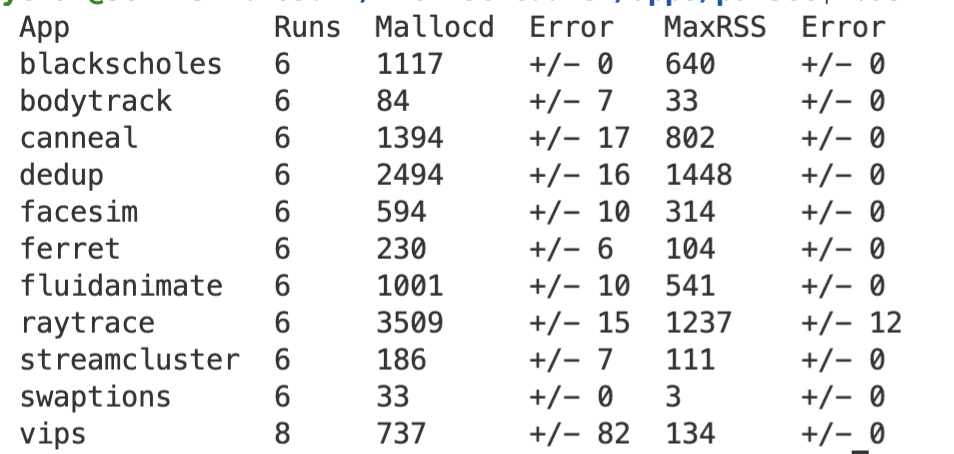 App Runs Mallocd Error MaxRSS Error
blackscholes 6 1117 +/- 0 640 +/- 0
bodytrack 6 84 +/- 7 33 +/- 0
canneal 6 1394 +/- 17 802 +/- 0
dedup 6 2494 +/- 16 1448 +/- 0
facesim 6 594 +/- 10 314 +/- 0
ferret 6 230 +/- 6 104 +/- 0
fluidanimate 6 1001 +/- 10 541 +/- 0
raytrace 6 3509 +/- 15 1237 +/- 12
streamcluster 6 186 +/- 7 111 +/- 0
swaptions 6 33 +/- 0 3 +/- 0
vips 8 737 +/- 82 134 +/- 0